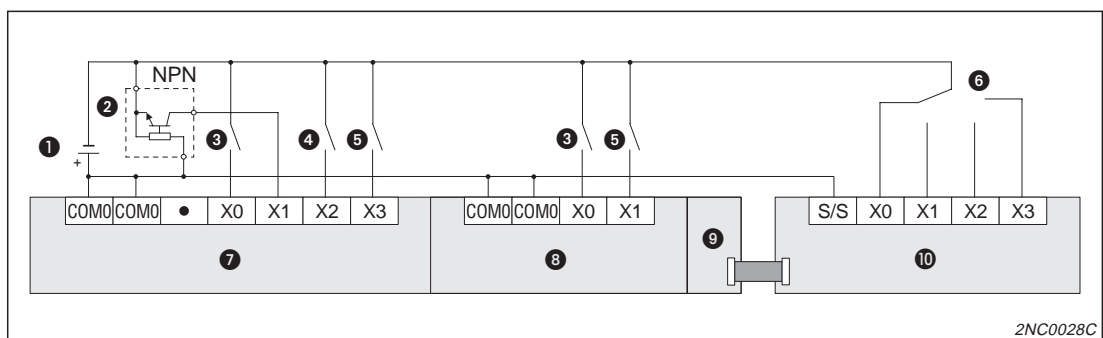 NPN
❻
❷
❶
+
❸ ❹ ❺ ❸ ❺
COM0 COM0 ● X0 X1 X2 X3
COM0 COM0 X0 X1
S/S X0 X1 X2 X3
❼ ❽ ❾ ❿
2NC0028C